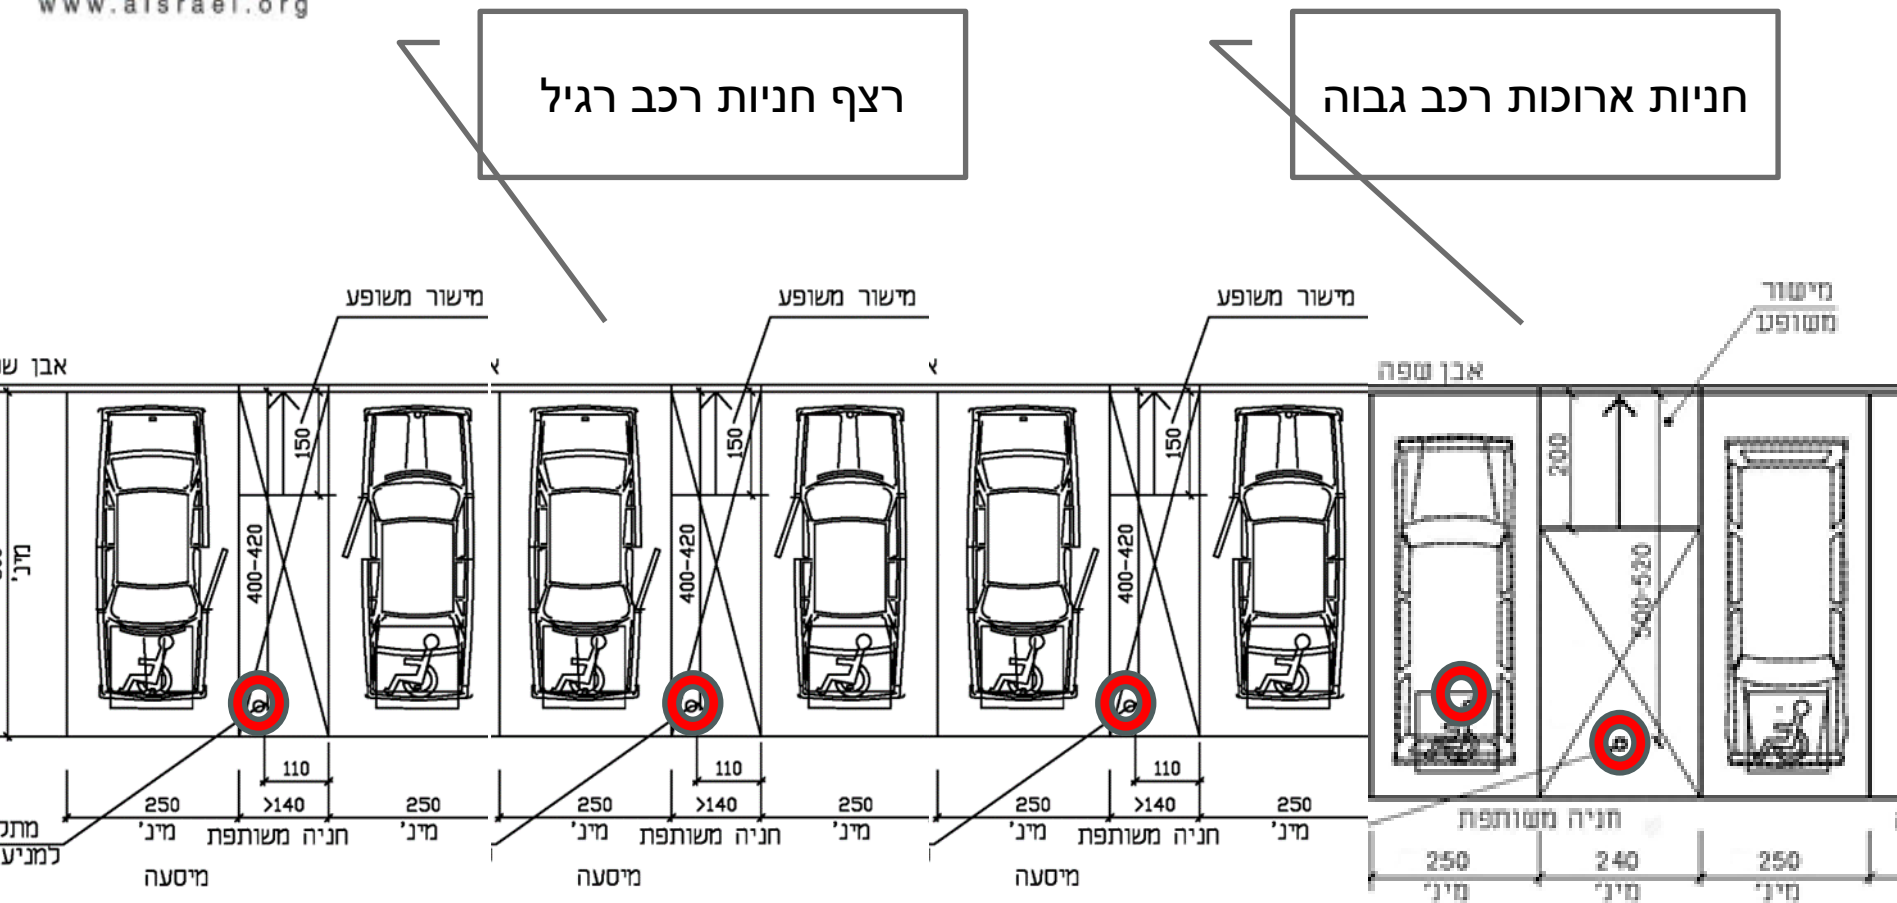 www.aisrael.org
רצף חניות רכב רגיל
חניות ארוכות רכב גבוה
מישור משופע
מישור משופע
מישור משופע
מישור
משופע
אבן
אבן שפה
150
150
150
200
400-420
400-420
400-420
500-520
מינ'
110
110
110
250
>140
250
250
>140
250
250
>140
250
מינ'
חניה משותפת
מינ'
מינ'
חניה משותפת
מינ'
מינ'
חניה משותפת
מינ'
מיסעה
מיסעה
מיסעה
חניה משותפת
250
240
250
מינ'
מינ'
מינ'